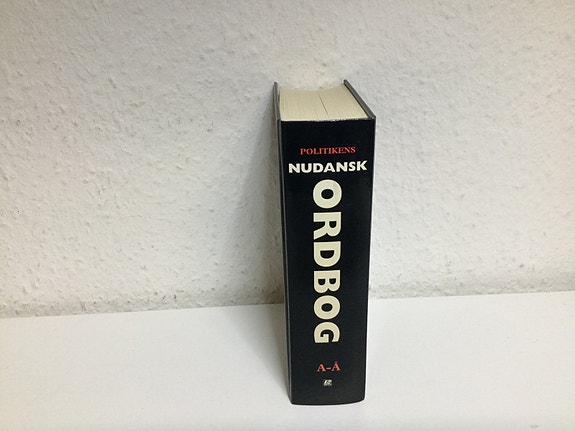 POLITIKENS
NUDANSK
ORDBOG
A-Å